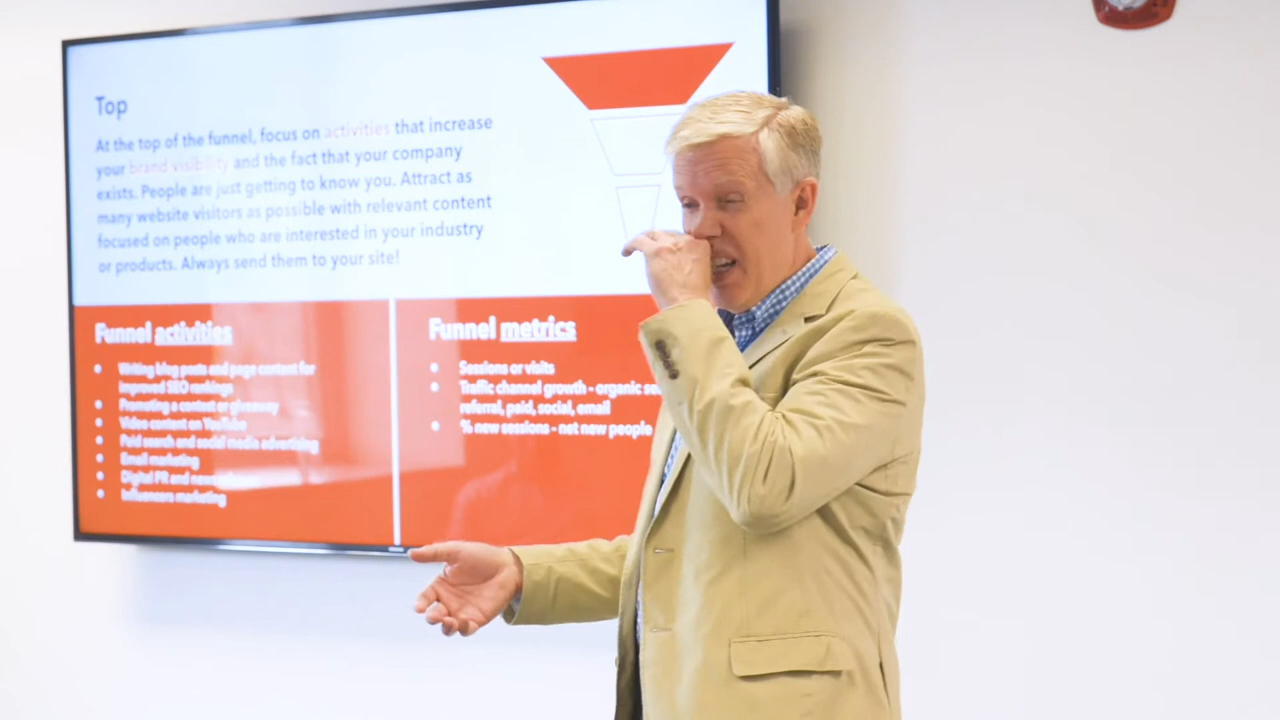 Top
At the top of the funnel, focus on activities that increase
your brand visibility and the fact that your company
exists. People are just getting to know you. Attract as
many website visitors as possible with relevant content
focused on people who are interested in your industry
or products. Always send them to your site!
Funnel activities
• Writing blog posts and page content for
improved SEO rankings
• Promoting a contest or giveaway
• Video content on YouTube
• Paid search and social media advertising
• Email marketing
• Digital PR and
• Influencers marketing
Funnel metrics
• Sessions or visits
• Traffic channel growth - organic
referral, paid, social, email
• % new sessions - net new people